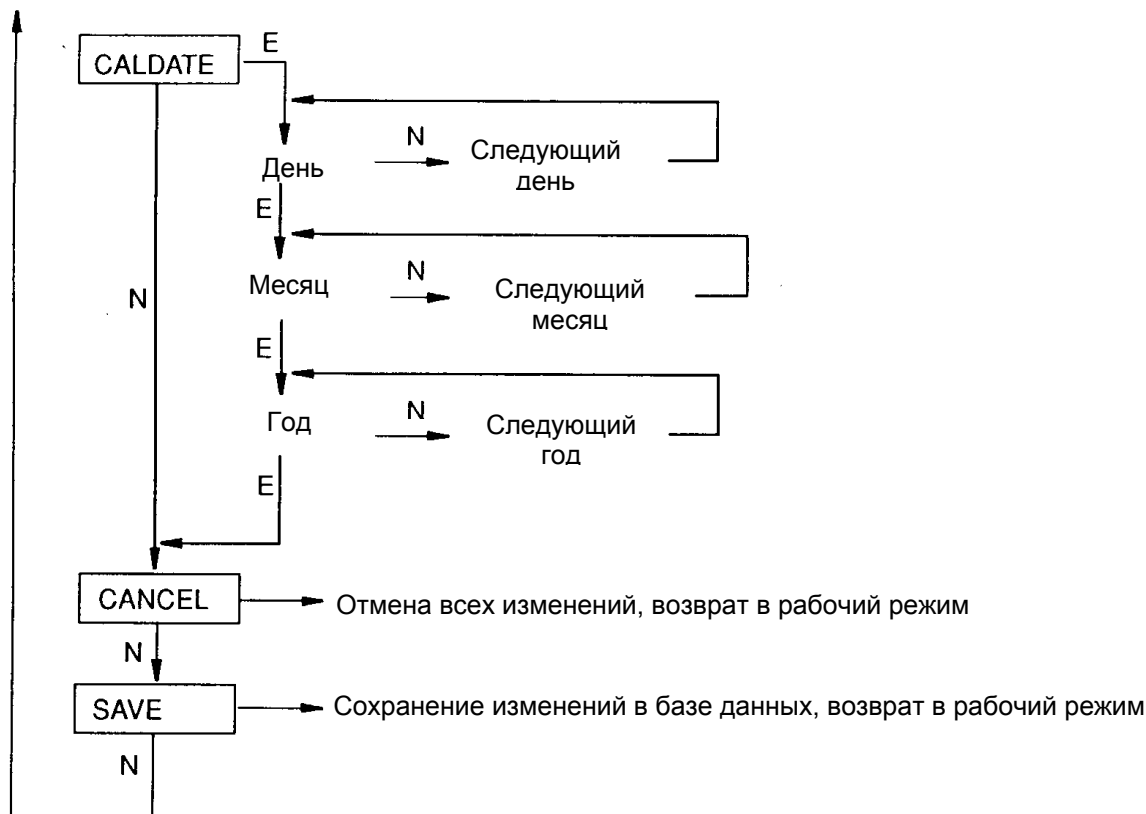 E
CALDATE
N
Следующий
день
День
E
N
Месяц
N
Следующий
месяц
E
N
Год
Следующий
год
E
CANCEL
Отмена всех изменений, возврат в рабочий режим
N
SAVE
Сохранение изменений в базе данных, возврат в рабочий режим
N